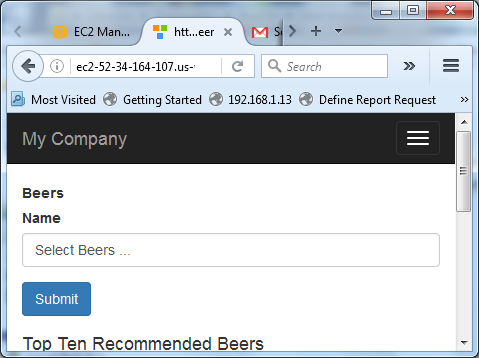 EC2 Man...
htt...eer
ec2-52-34-164-107.us-
Search
Most Visited
Getting Started
192.168.1.13
Define Report Request
My Company
Beers
Name
Select Beers ...
Submit
Top Ten Recommended Beers